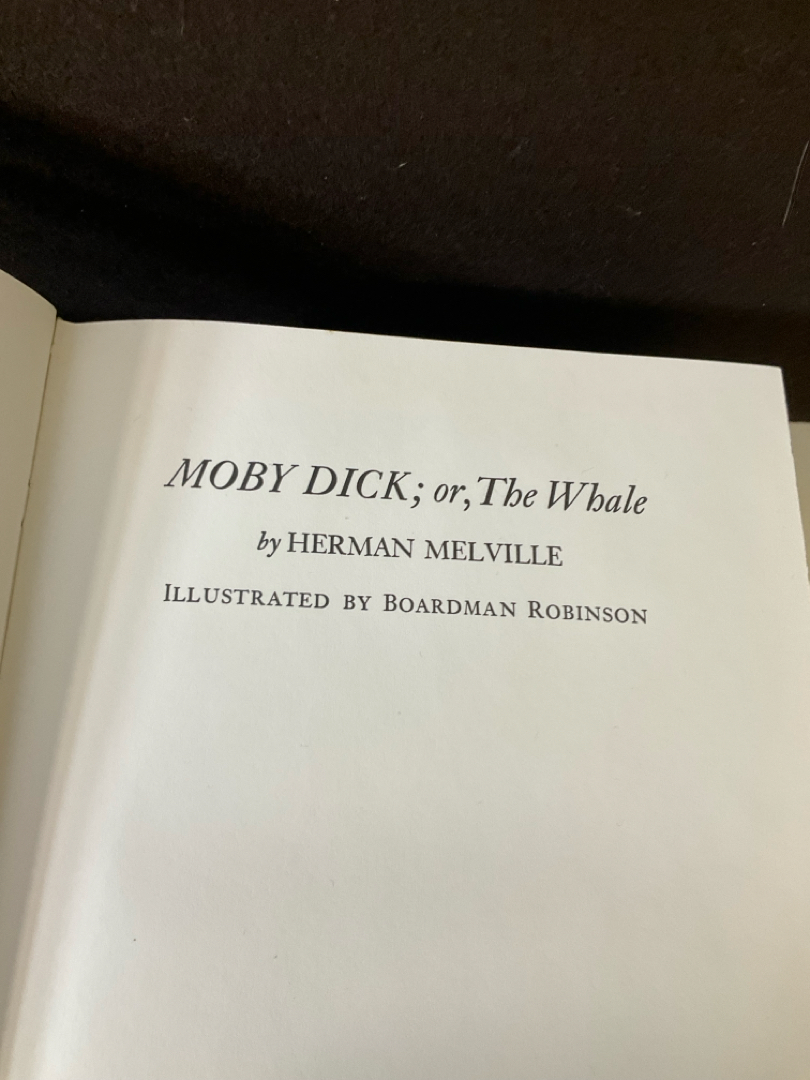 MOBY DICK; or, The Whale
by HERMAN MELVILLE
ILLUSTRATED BY BOARDMAN ROBINSON